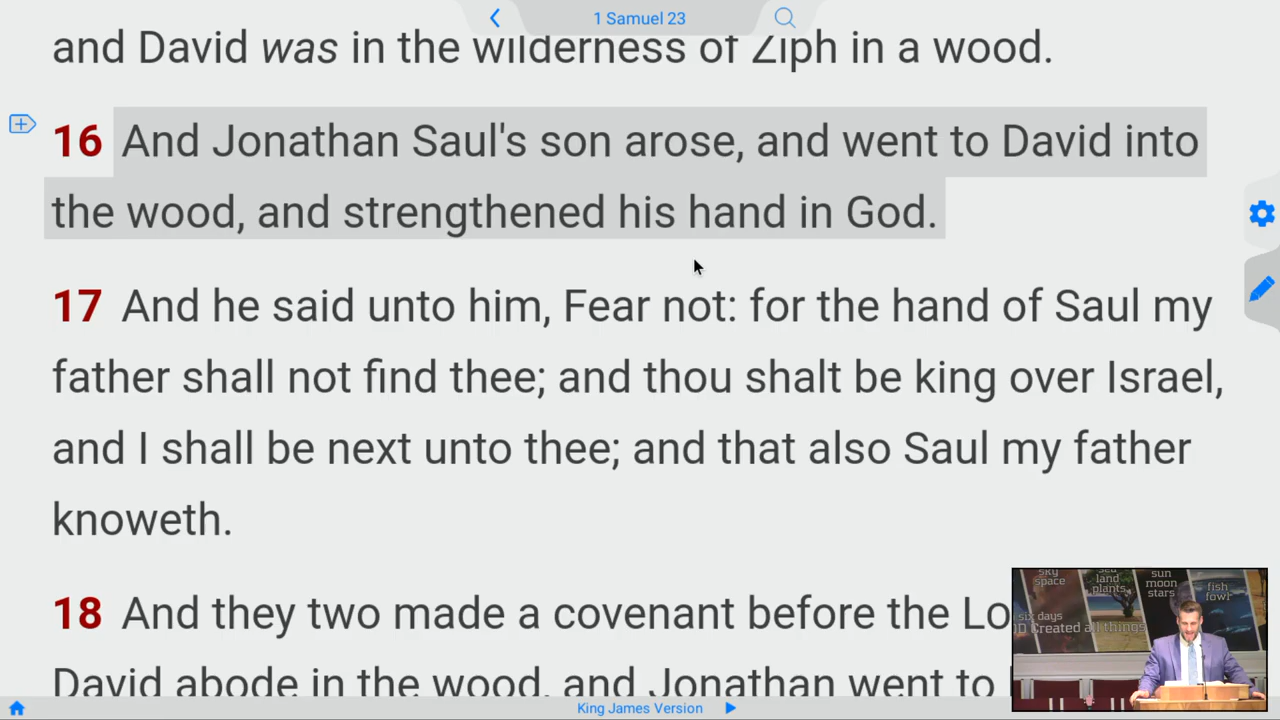 1 Samuel 23
and David was in the wilderness of Ziph in a wood.
16 And Jonathan Saul's son arose, and went to David into
the wood, and strengthened his hand in God.
17 And he said unto him, Fear not: for the hand of Saul my
father shall not find thee; and thou shalt be king over Israel,
and I shall be next unto thee; and that also Saul my father
knoweth.
18 And they two made a covenant before the Lo
David abode in the wood, and Jonathan went to
sky
space
land
plants
sun
moon
stars
fish
fowl
six days
Created all things
King James Version